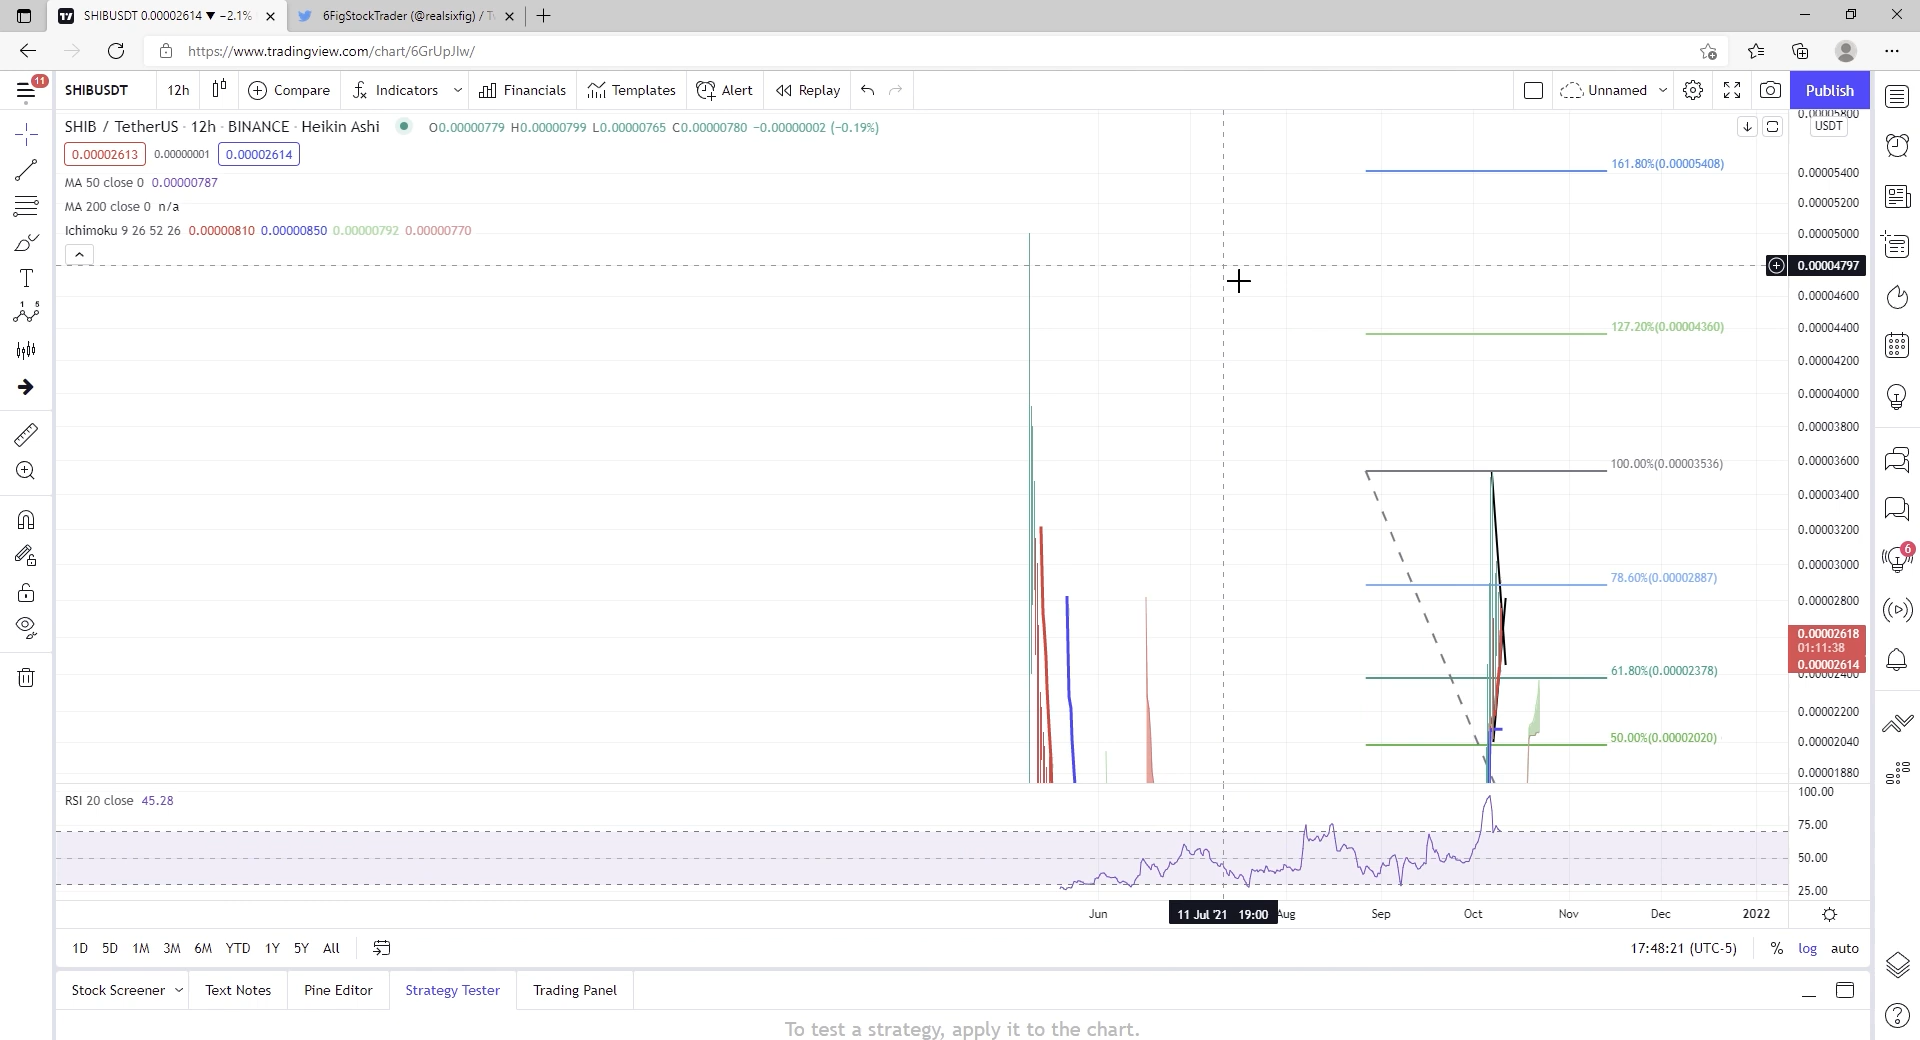 SHIBUSDT 0.00002614 ▼ −2.1%
6FigStockTrader (@realsixfig) / Tw
https://www.tradingview.com/chart/6GrUpJIw/
11
SHIBUSDT 12h Compare Indicators Financials Templates Alert Replay Unnamed Publish
SHIB / TetherUS · 12h · BINANCE · Heikin Ashi O0.00000779 H0.00000799 L0.00000765 C0.00000780 −0.00000002 (−0.19%)
0.00002613 0.00000001 0.00002614
MA 50 close 0 0.00000787
MA 200 close 0 n/a
Ichimoku 9 26 52 26 0.00000810 0.00000850 0.00000792 0.00000770
0.00005800
USDT
161.80%(0.00005408)
0.00005400
0.00005200
0.00005000
0.00004797
0.00004600
127.20%(0.00004360)
0.00004400
0.00004200
0.00004000
0.00003800
100.00%(0.00003536)
0.00003600
0.00003400
0.00003200
0.00003000
78.60%(0.00002887)
0.00002800
6
0.00002618
01:11:38
0.00002614
61.80%(0.00002378)
0.00002400
0.00002200
50.00%(0.00002020)
0.00002040
0.00001880
RSI 20 close 45.28
100.00
75.00
50.00
25.00
Jun 11 Jul '21 19:00 Aug Sep Oct Nov Dec 2022
1D 5D 1M 3M 6M YTD 1Y 5Y All 17:48:21 (UTC-5) % log auto
Stock Screener Text Notes Pine Editor Strategy Tester Trading Panel
To test a strategy, apply it to the chart.